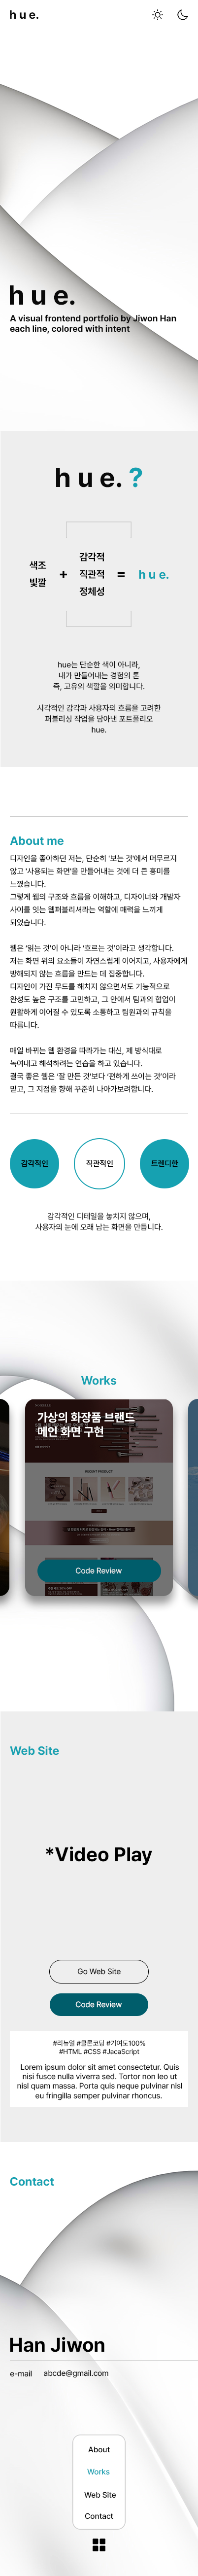 hue.
hue.
A visual frontend portfolio by Jiwon Han
each line, colored with intent
hue. ?
색조
빛깔
+
감각적
직관적
정체성
=
hue.
hue는 단순한 색이 아니라,
내가 만들어내는 경험의 톤
즉, 고유의 색깔을 의미합니다.
시각적인 감각과 사용자의 흐름을 고려한
퍼블리싱 작업을 담아낸 포트폴리오
hue.
About me
디자인을 좋아하던 저는, 단순히 '보는 것'에서 머무르지
않고 '사용되는 화면'을 만들어내는 것에 더 큰 흥미를
느꼈습니다.
그렇게 웹의 구조와 흐름을 이해하고, 디자이너와 개발자
사이를 잇는 웹퍼블리셔라는 역할에 매력을 느끼게
되었습니다.
웹은 '읽는 것'이 아니라 '흐르는 것'이라고 생각합니다.
저는 화면 위의 요소들이 자연스럽게 이어지고, 사용자에게
방해되지 않는 흐름을 만드는 데 집중합니다.
디자인이 가진 무드를 해치지 않으면서도 기능적으로
완성도 높은 구조를 고민하고, 그 안에서 팀과의 협업이
원활하게 이어질 수 있도록 소통하고 팀원과의 규칙을
따릅니다.
매일 바뀌는 웹 환경을 따라가는 대신, 제 방식대로
녹여내고 해석하려는 연습을 하고 있습니다.
결국 좋은 웹은 '잘 만든 것'보다 '편하게 쓰이는 것'이라
믿고, 그 지점을 향해 꾸준히 나아가보려합니다.
감각적인
직관적인
트렌디한
감각적인 디테일을 놓치지 않으며,
사용자의 눈에 오래 남는 화면을 만듭니다.
Works
가상의 화장품 브랜드
메인 화면 구현
RECENT PRODUCT
Code Review
Web Site
*Video Play
Go Web Site
Code Review
#리뉴얼 #클론코딩 #기여도100%
#HTML #CSS #JacaScript
Lorem ipsum dolor sit amet consectetur. Quis
nisi fusce nulla viverra sed. Tortor non leo ut
nisl quam massa. Porta quis neque pulvinar nisl
eu fringilla semper pulvinar rhoncus.
Contact
Han Jiwon
e-mail abcde@gmail.com
About
Works
Web Site
Contact